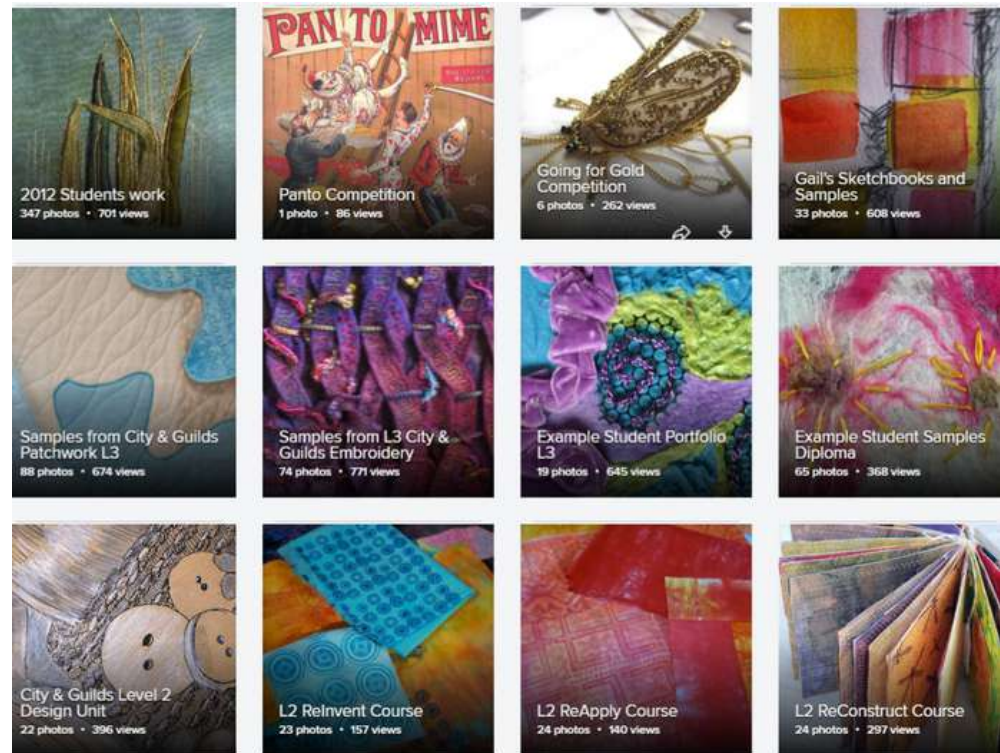 PAN TO MIME
2012 Students work
347 photos • 701 views
Panto Competition
1 photo • 86 views
Going for Gold
Competition
6 photos • 262 views
Gail's Sketchbooks and
Samples
33 photos • 608 views
Samples from City & Guilds
Patchwork L3
88 photos • 674 views
Samples from L3 City &
Guilds Embroidery
74 photos • 771 views
Example Student Portfolio
L3
19 photos • 645 views
Example Student Samples
Diploma
65 photos • 368 views
City & Guilds Level 2
Design Unit
22 photos • 396 views
L2 ReInvent Course
23 photos • 157 views
L2 ReApply Course
24 photos • 140 views
L2 ReConstruct Course
24 photos • 297 views